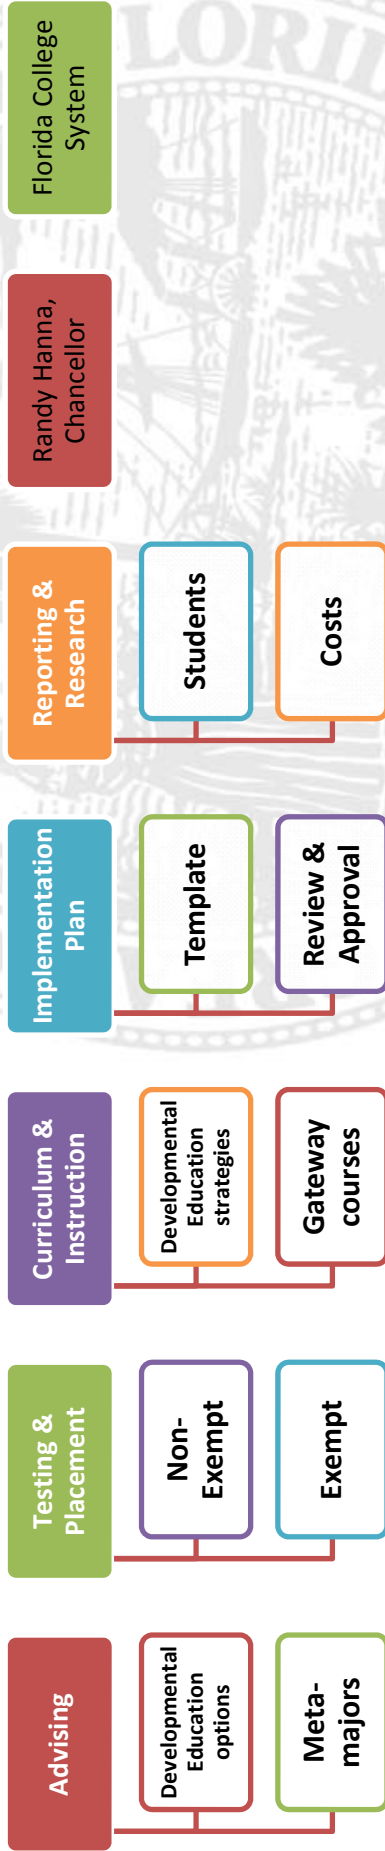 Advising
Developmental
Education
options
Meta-
majors
Testing &
Placement
Non-
Exempt
Exempt
Curriculum &
Instruction
Developmental
Education
strategies
Gateway
courses
Implementation
Plan
Template
Review &
Approval
Reporting &
Research
Students
Costs
Randy Hanna,
Chancellor
Florida College
System